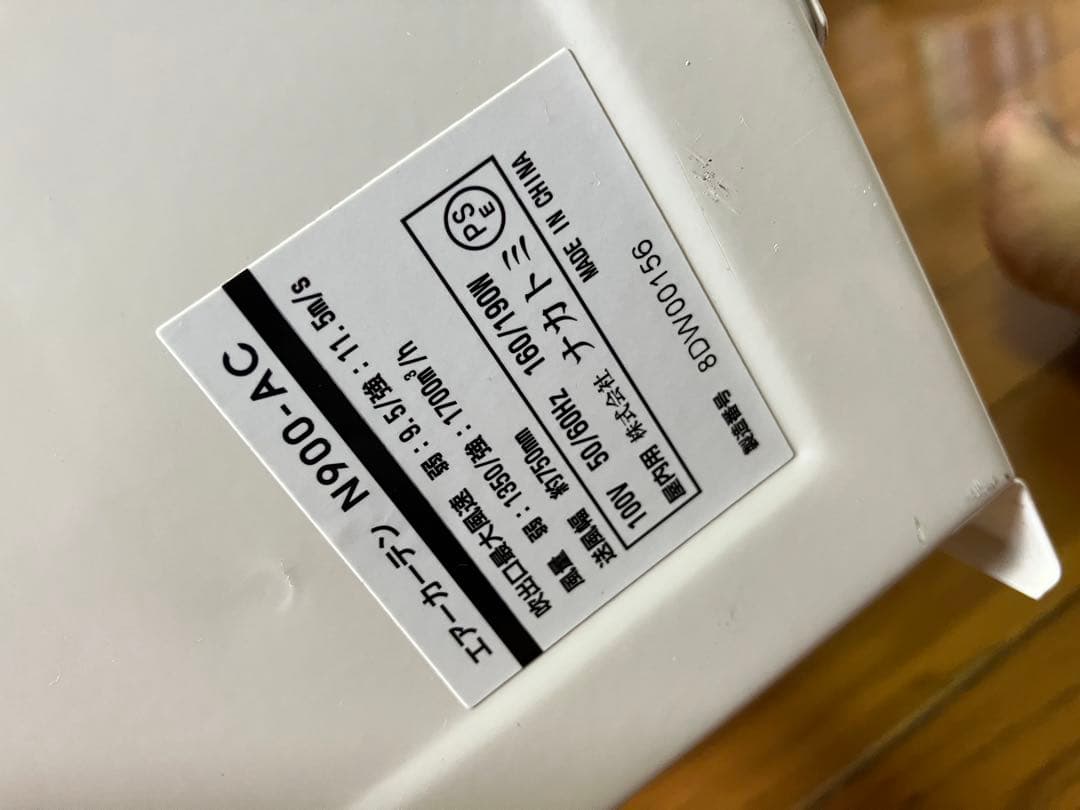 エアーカーテン N900-AC
吹出口最大風速 弱:9.5/強:11.5m/s
風量 弱:1350/強:1700m³/h
送風幅 約750mm
100V 50/60HZ 160/190W
屋内用 株式会社 ナカトミ
PSE
MADE IN CHINA
製造番号 8DW00156